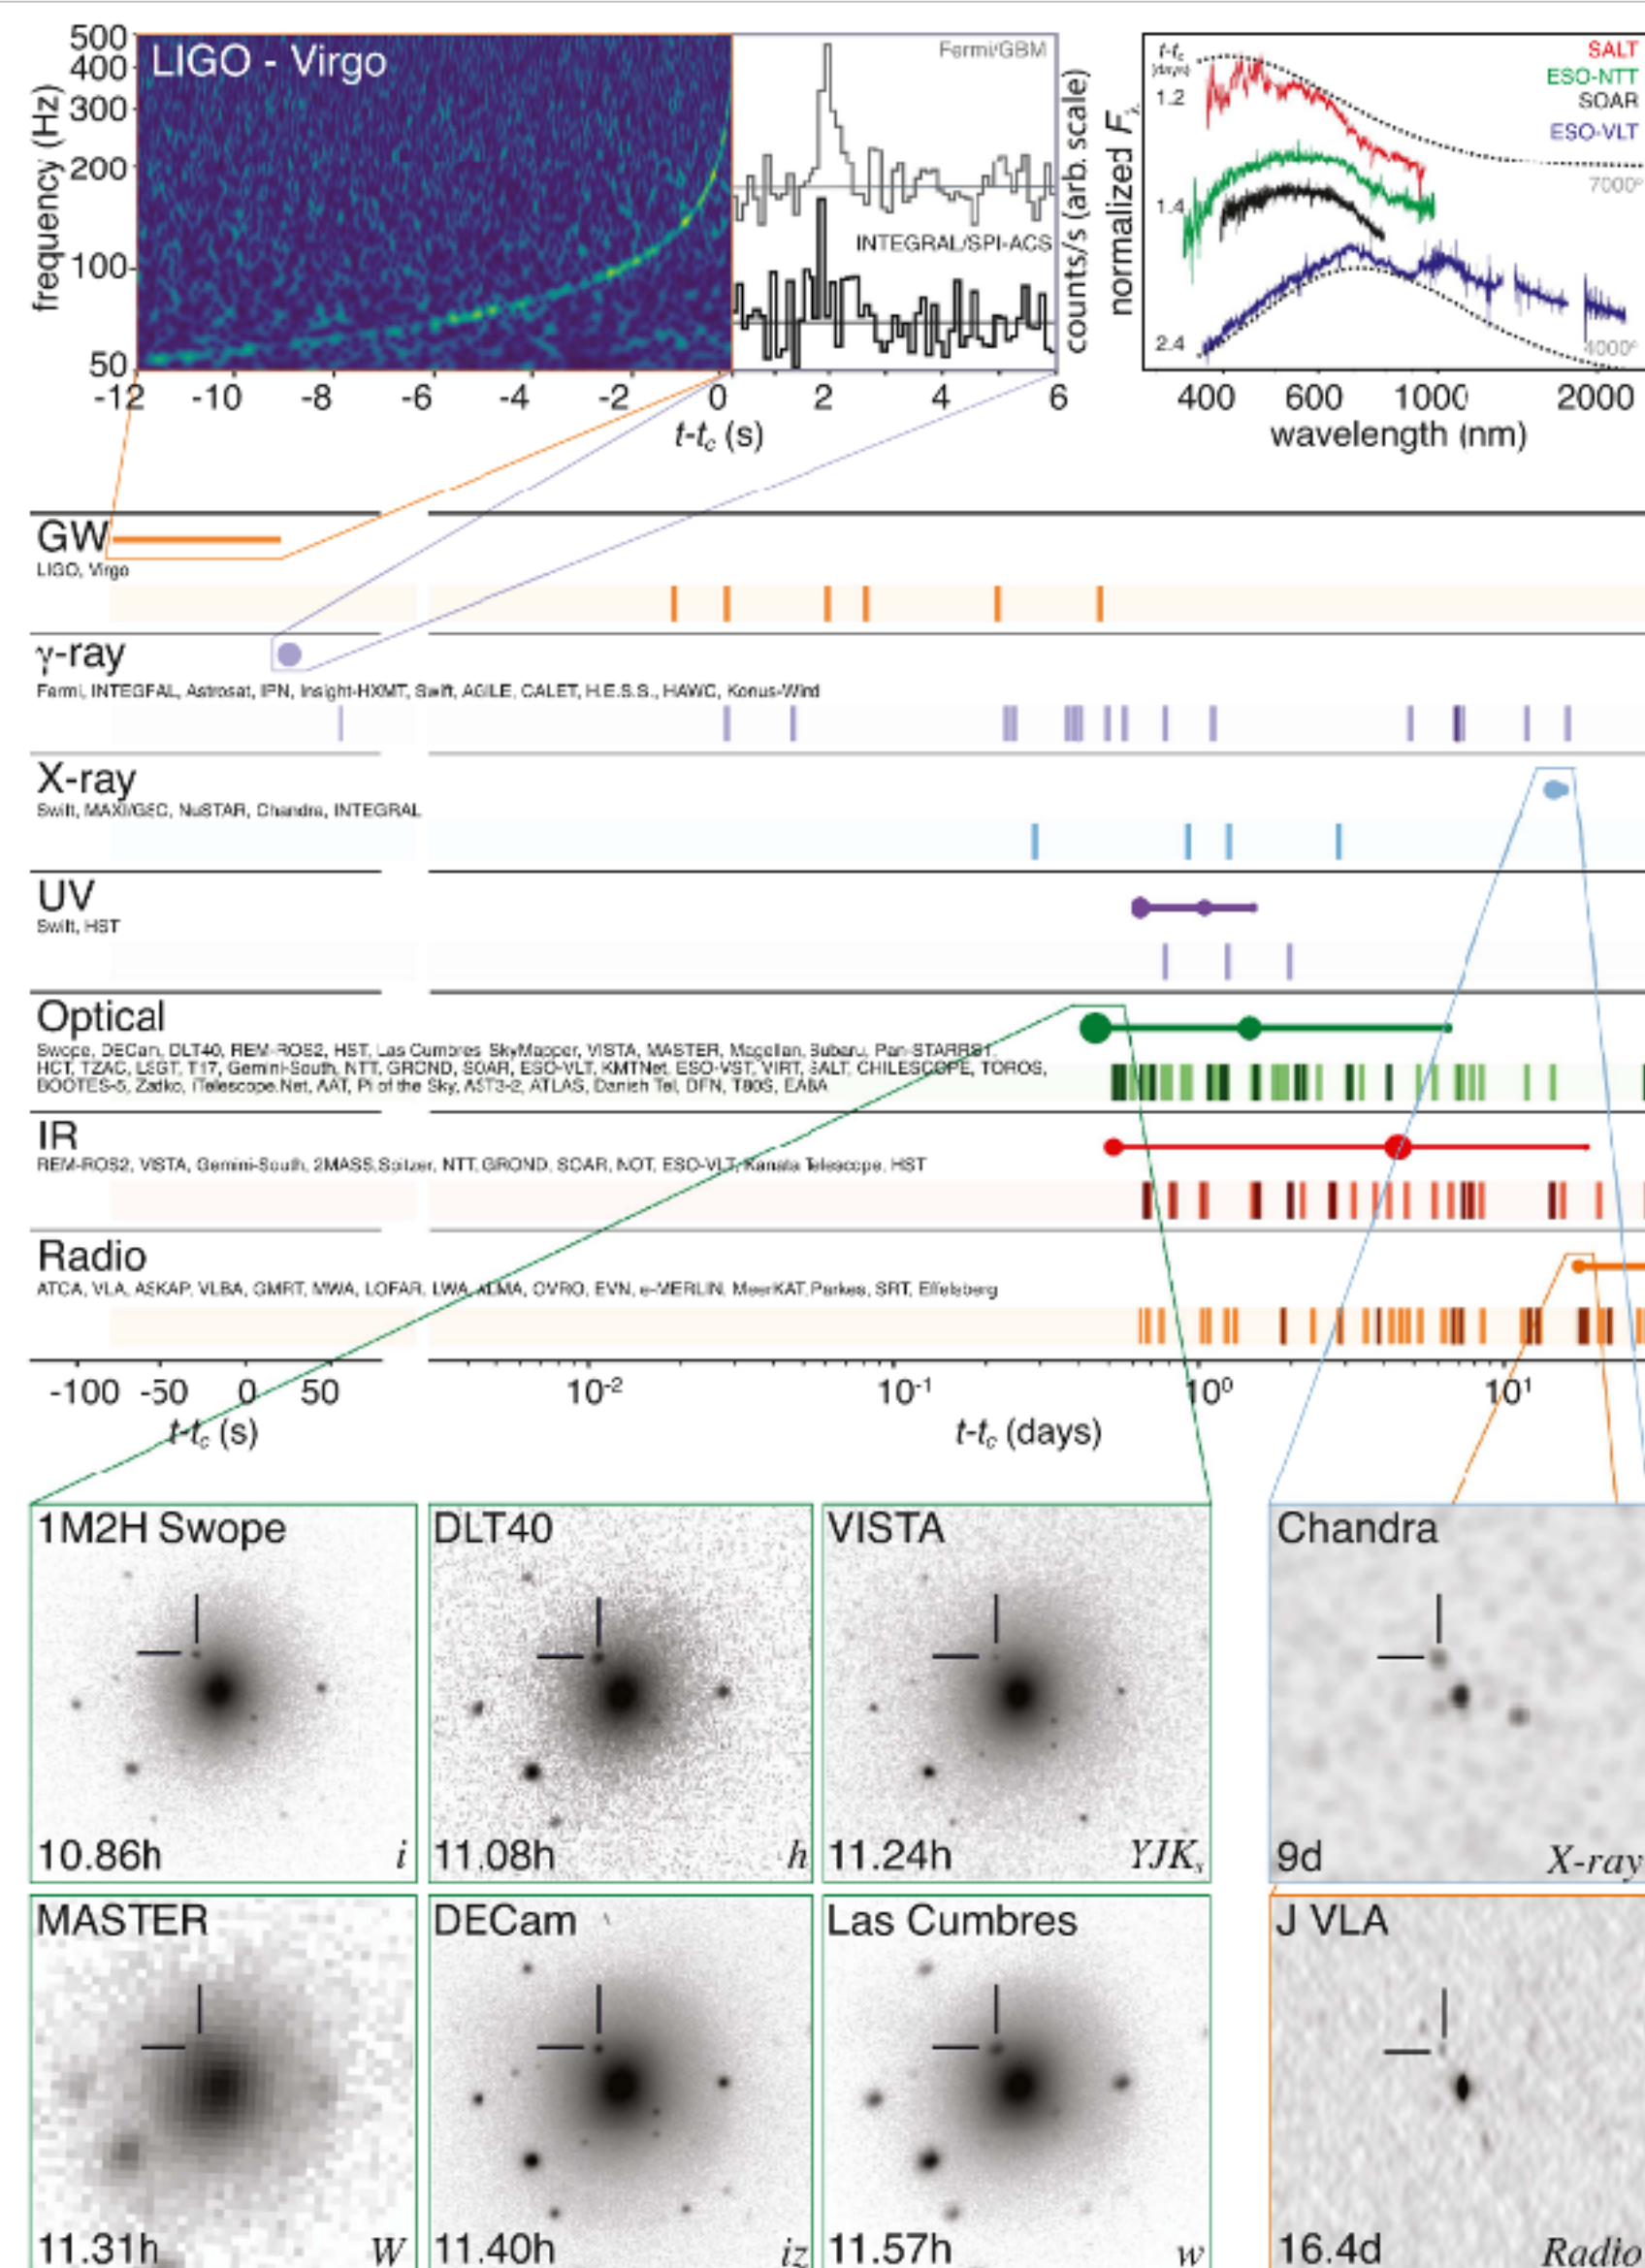 500
400
300
200
100
50
frequency (Hz)
LIGO - Virgo
Fermi/GBM
INTEGRAL/SPI-ACS
counts/s (arb. scale)
-12 -10 -8 -6 -4 -2 0 2 4 6
t-tc (s)
normalized Fλ
t-tc
(days)
1.2
1.4
2.4
SALT
ESO-NTT
SOAR
ESO-VLT
7000°
4000°
400 600 1000 2000
wavelength (nm)
GW
LIGO, Virgo
γ-ray
Fermi, INTEGRAL, Astrosat, IPN, Insight-HXMT, Swift, AGILE, CALET, H.E.S.S., HAWC, Konus-Wind
X-ray
Swift, MAXI/GSC, NuSTAR, Chandra, INTEGRAL
UV
Swift, HST
Optical
Swope, DECam, DLT40, REM-ROS2, HST, Las Cumbres, SkyMapper, VISTA, MASTER, Magellan, Subaru, Pan-STARRS1,
HCT, TZAC, LSGT, T17, Gemini-South, NTT, GROND, SOAR, ESO-VLT, KMTNet, ESO-VST, VIRT, SALT, CHILESCOPE, TOROS,
BOOTES-5, Zadko, iTelescope.Net, AAT, Pi of the Sky, AST3-2, ATLAS, Danish Tel, DFN, T80S, EABA
IR
REM-ROS2, VISTA, Gemini-South, 2MASS,Spitzer, NTT, GROND, SOAR, NOT, ESO-VLT, Kanata Telescope, HST
Radio
ATCA, VLA, ASKAP, VLBA, GMRT, MWA, LOFAR, LWA, ALMA, OVRO, EVN, e-MERLIN, MeerKAT, Parkes, SRT, Effelsberg
-100 -50 0 50 10-2 10-1 100 101
t-tc (s) t-tc (days)
1M2H Swope
10.86h i
DLT40
11.08h h
VISTA
11.24h YJKs
Chandra
9d X-ray
MASTER
11.31h W
DECam
11.40h iz
Las Cumbres
11.57h w
J VLA
16.4d Radio